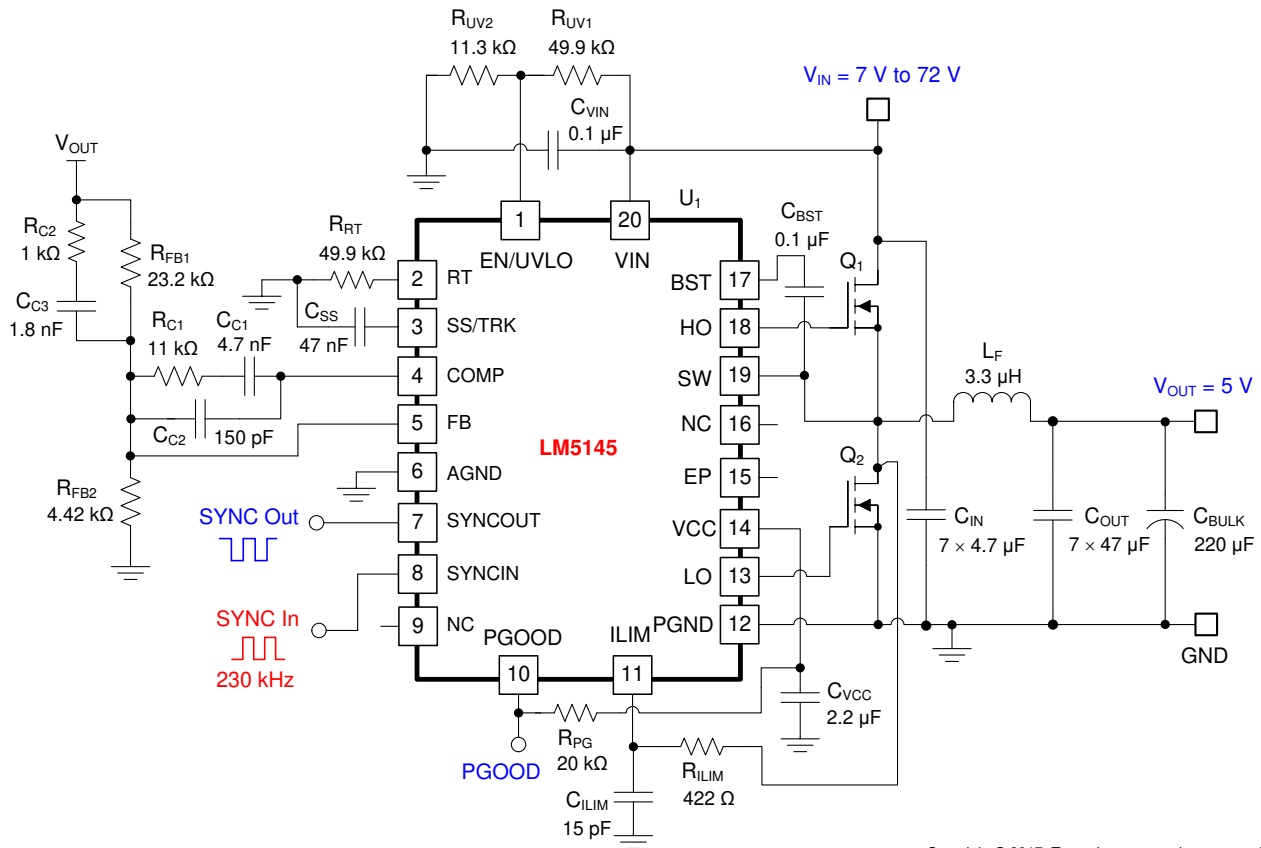 R_UV2
11.3 kΩ
R_UV1
49.9 kΩ
V_IN = 7 V to 72 V
C_VIN
0.1 µF
V_OUT
R_C2
1 kΩ
R_FB1
23.2 kΩ
C_C3
1.8 nF
R_RT
49.9 kΩ
C_SS
47 nF
R_C1
11 kΩ
C_C1
4.7 nF
C_C2
150 pF
R_FB2
4.42 kΩ
SYNC Out
SYNC In
230 kHz
U_1
1
EN/UVLO
20
VIN
2
RT
3
SS/TRK
4
COMP
5
FB
6
AGND
7
SYNCOUT
8
SYNCIN
9
NC
LM5145
BST
17
HO
18
SW
19
NC
16
EP
15
VCC
14
LO
13
PGND
12
PGOOD
10
ILIM
11
C_BST
0.1 µF
Q_1
Q_2
L_F
3.3 µH
V_OUT = 5 V
C_IN
7 × 4.7 µF
C_OUT
7 × 47 µF
C_BULK
220 µF
GND
C_VCC
2.2 µF
R_PG
20 kΩ
PGOOD
R_ILIM
422 Ω
C_ILIM
15 pF